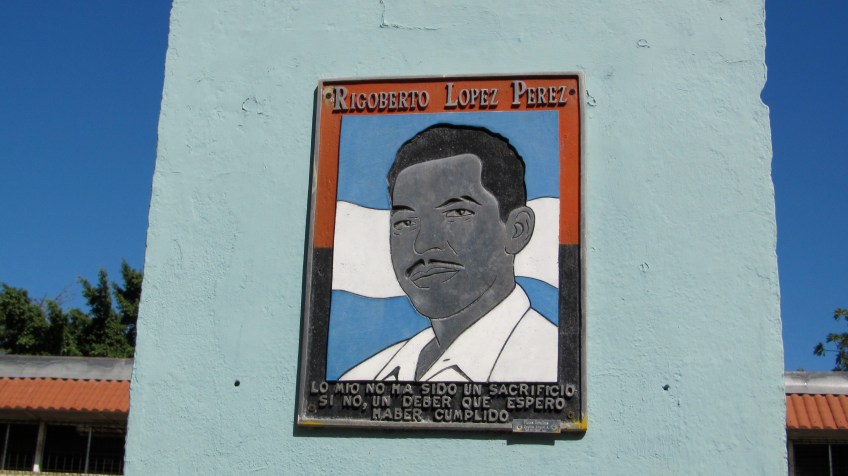 RIGOBERTO LOPEZ PEREZ
LO MIO NO HA SIDO UN SACRIFICIO
SI NO, UN DEBER QUE ESPERO
HABER CUMPLIDO